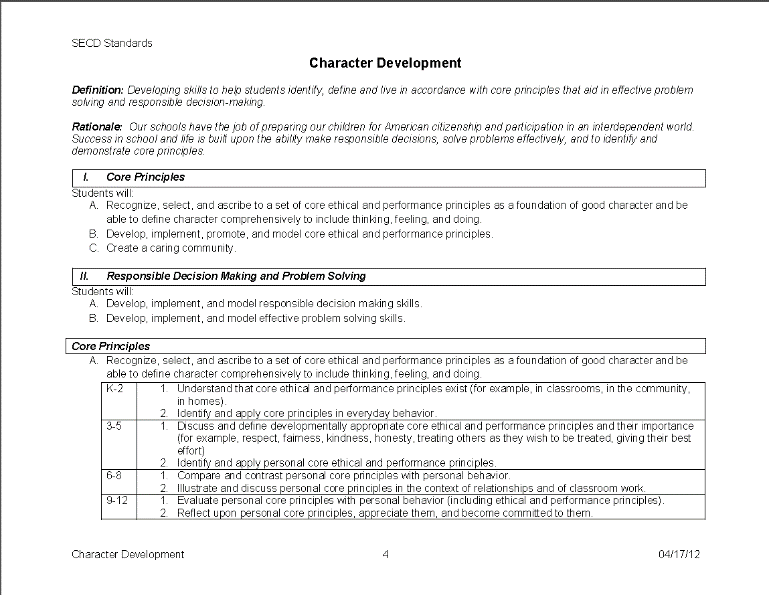 SECD Standards
Character Development
Definition: Developing skills to help students identify, define and live in accordance with core principles that aid in effective problem
solving and responsible decision-making.
Rationale: Our schools have the job of preparing our children for American citizenship and participation in an interdependent world.
Success in school and life is built upon the ability make responsible decisions, solve problems effectively, and to identify and
demonstrate core principles.
I. Core Principles
Students will:
A. Recognize, select, and ascribe to a set of core ethical and performance principles as a foundation of good character and be
able to define character comprehensively to include thinking, feeling, and doing.
B. Develop, implement, promote, and model core ethical and performance principles.
C. Create a caring community.
II. Responsible Decision Making and Problem Solving
Students will:
A. Develop, implement, and model responsible decision making skills.
B. Develop, implement, and model effective problem solving skills.
Core Principles
A. Recognize, select, and ascribe to a set of core ethical and performance principles as a foundation of good character and be
able to define character comprehensively to include thinking, feeling, and doing.
K-2 1. Understand that core ethical and performance principles exist (for example, in classrooms, in the community,
in homes).
2. Identify and apply core principles in everyday behavior.
3-5 1. Discuss and define developmentally appropriate core ethical and performance principles and their importance
(for example, respect, fairness, kindness, honesty, treating others as they wish to be treated, giving their best
effort)
2. Identify and apply personal core ethical and performance principles.
6-8 1. Compare and contrast personal core principles with personal behavior.
2. Illustrate and discuss personal core principles in the context of relationships and of classroom work.
9-12 1. Evaluate personal core principles with personal behavior (including ethical and performance principles).
2. Reflect upon personal core principles, appreciate them, and become committed to them.
Character Development 4 04/17/12